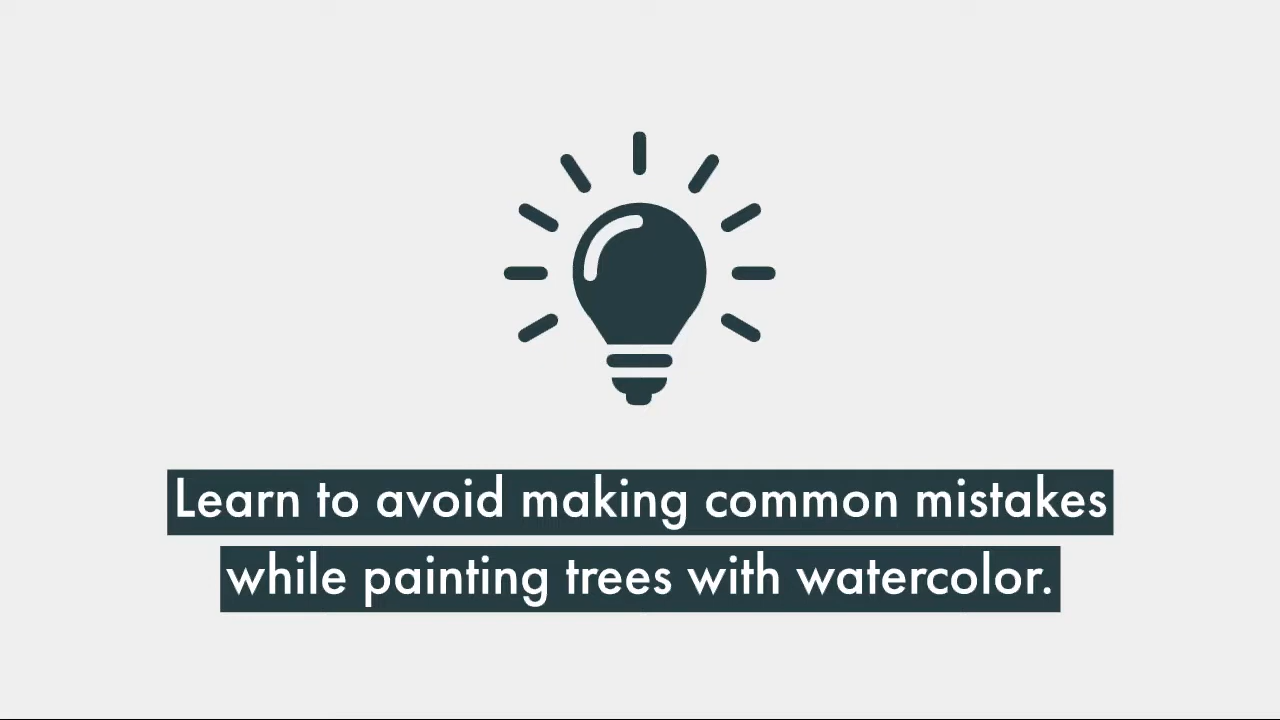 Learn to avoid making common mistakes
while painting trees with watercolor.